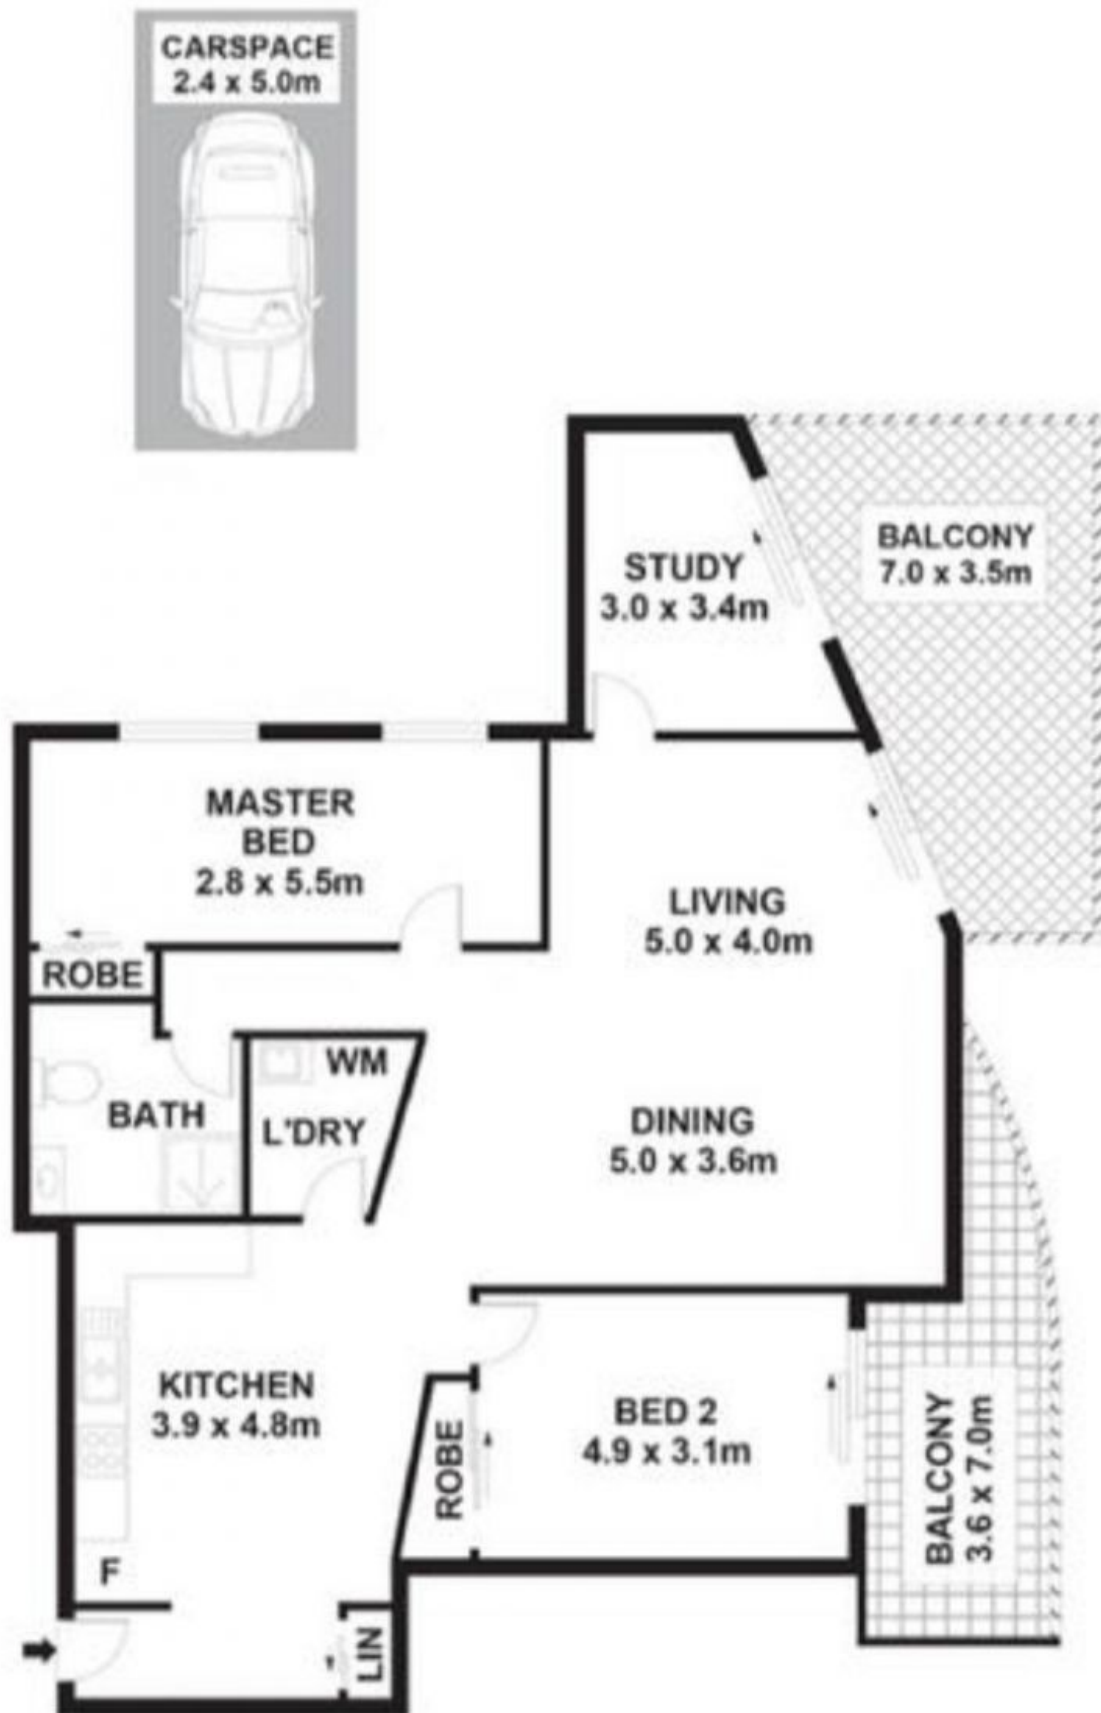 CARSPACE
2.4 x 5.0m
BALCONY
7.0 x 3.5m
STUDY
3.0 x 3.4m
MASTER
BED
2.8 x 5.5m
LIVING
5.0 x 4.0m
ROBE
WM
BATH
L'DRY
DINING
5.0 x 3.6m
KITCHEN
3.9 x 4.8m
ROBE
BED 2
4.9 x 3.1m
BALCONY
3.6 x 7.0m
F
LIN